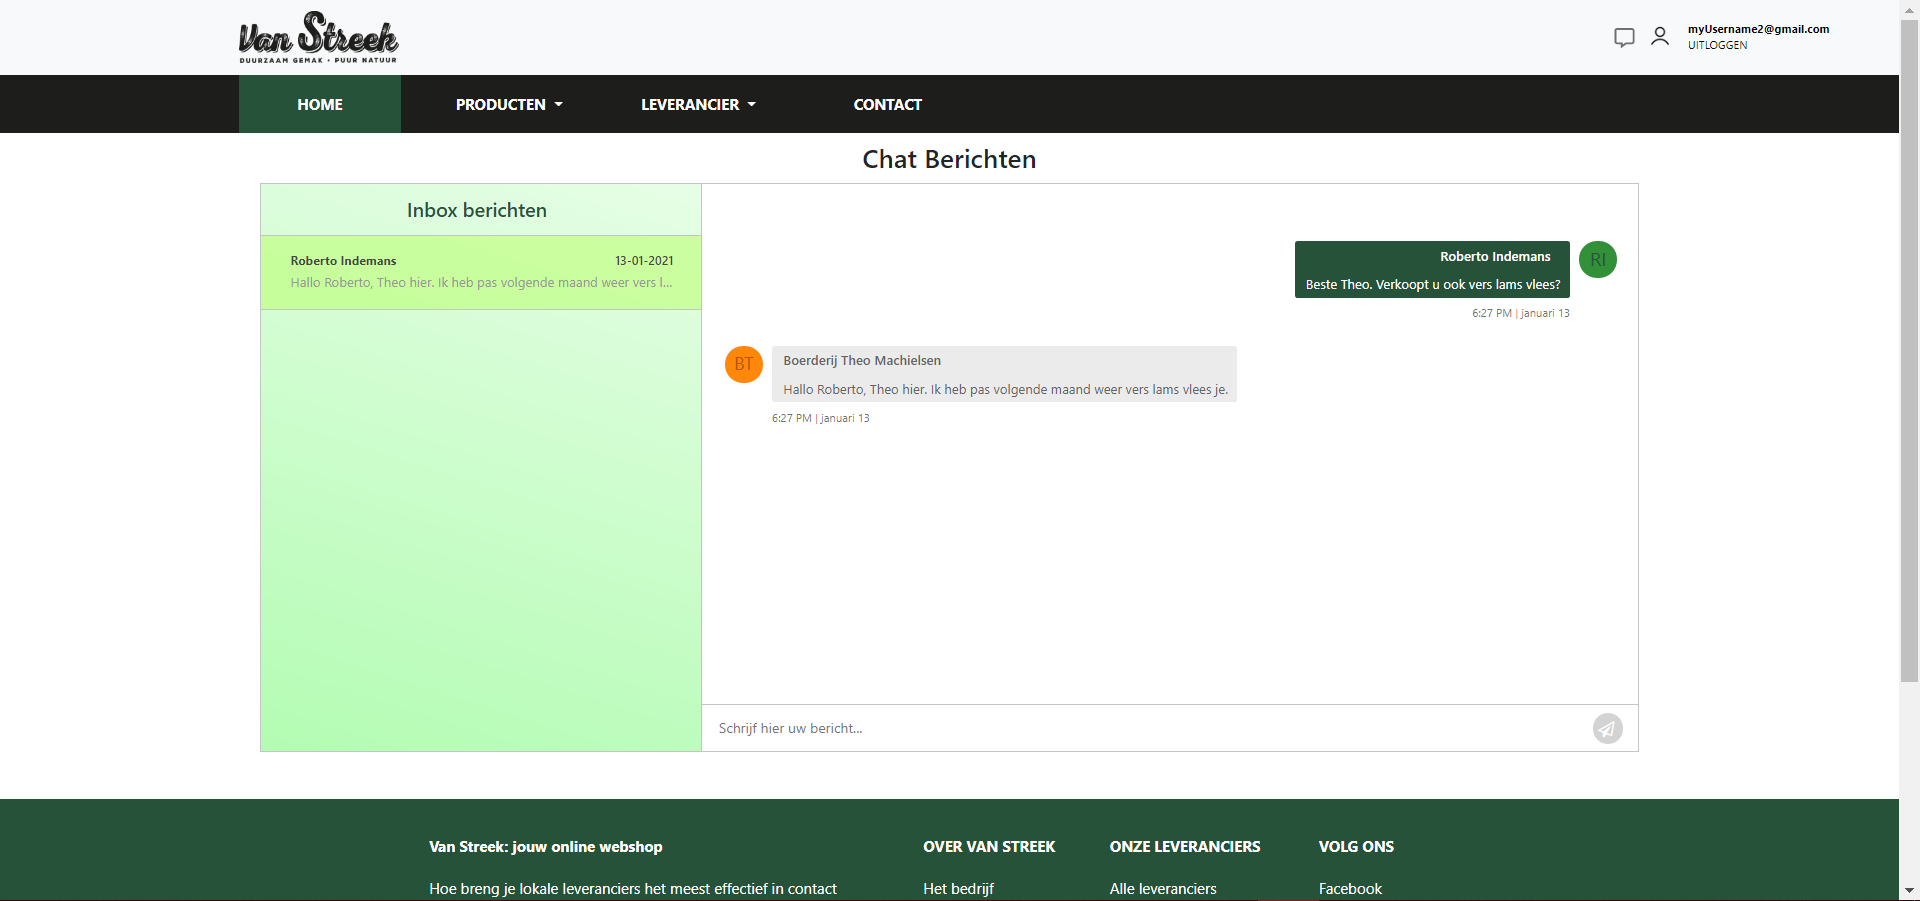 Van Streek
DUURZAAM GEMAK • PUUR NATUUR
myUsername2@gmail.com
UITLOGGEN
HOME
PRODUCTEN
LEVERANCIER
CONTACT
Chat Berichten
Inbox berichten
Roberto Indemans 13-01-2021
Hallo Roberto, Theo hier. Ik heb pas volgende maand weer vers l...
Roberto Indemans
RI
Beste Theo. Verkoopt u ook vers lams vlees?
6:27 PM | januari 13
BT
Boerderij Theo Machielsen
Hallo Roberto, Theo hier. Ik heb pas volgende maand weer vers lams vlees je.
6:27 PM | januari 13
Schrijf hier uw bericht...
Van Streek: jouw online webshop
Hoe breng je lokale leveranciers het meest effectief in contact
OVER VAN STREEK
Het bedrijf
ONZE LEVERANCIERS
Alle leveranciers
VOLG ONS
Facebook